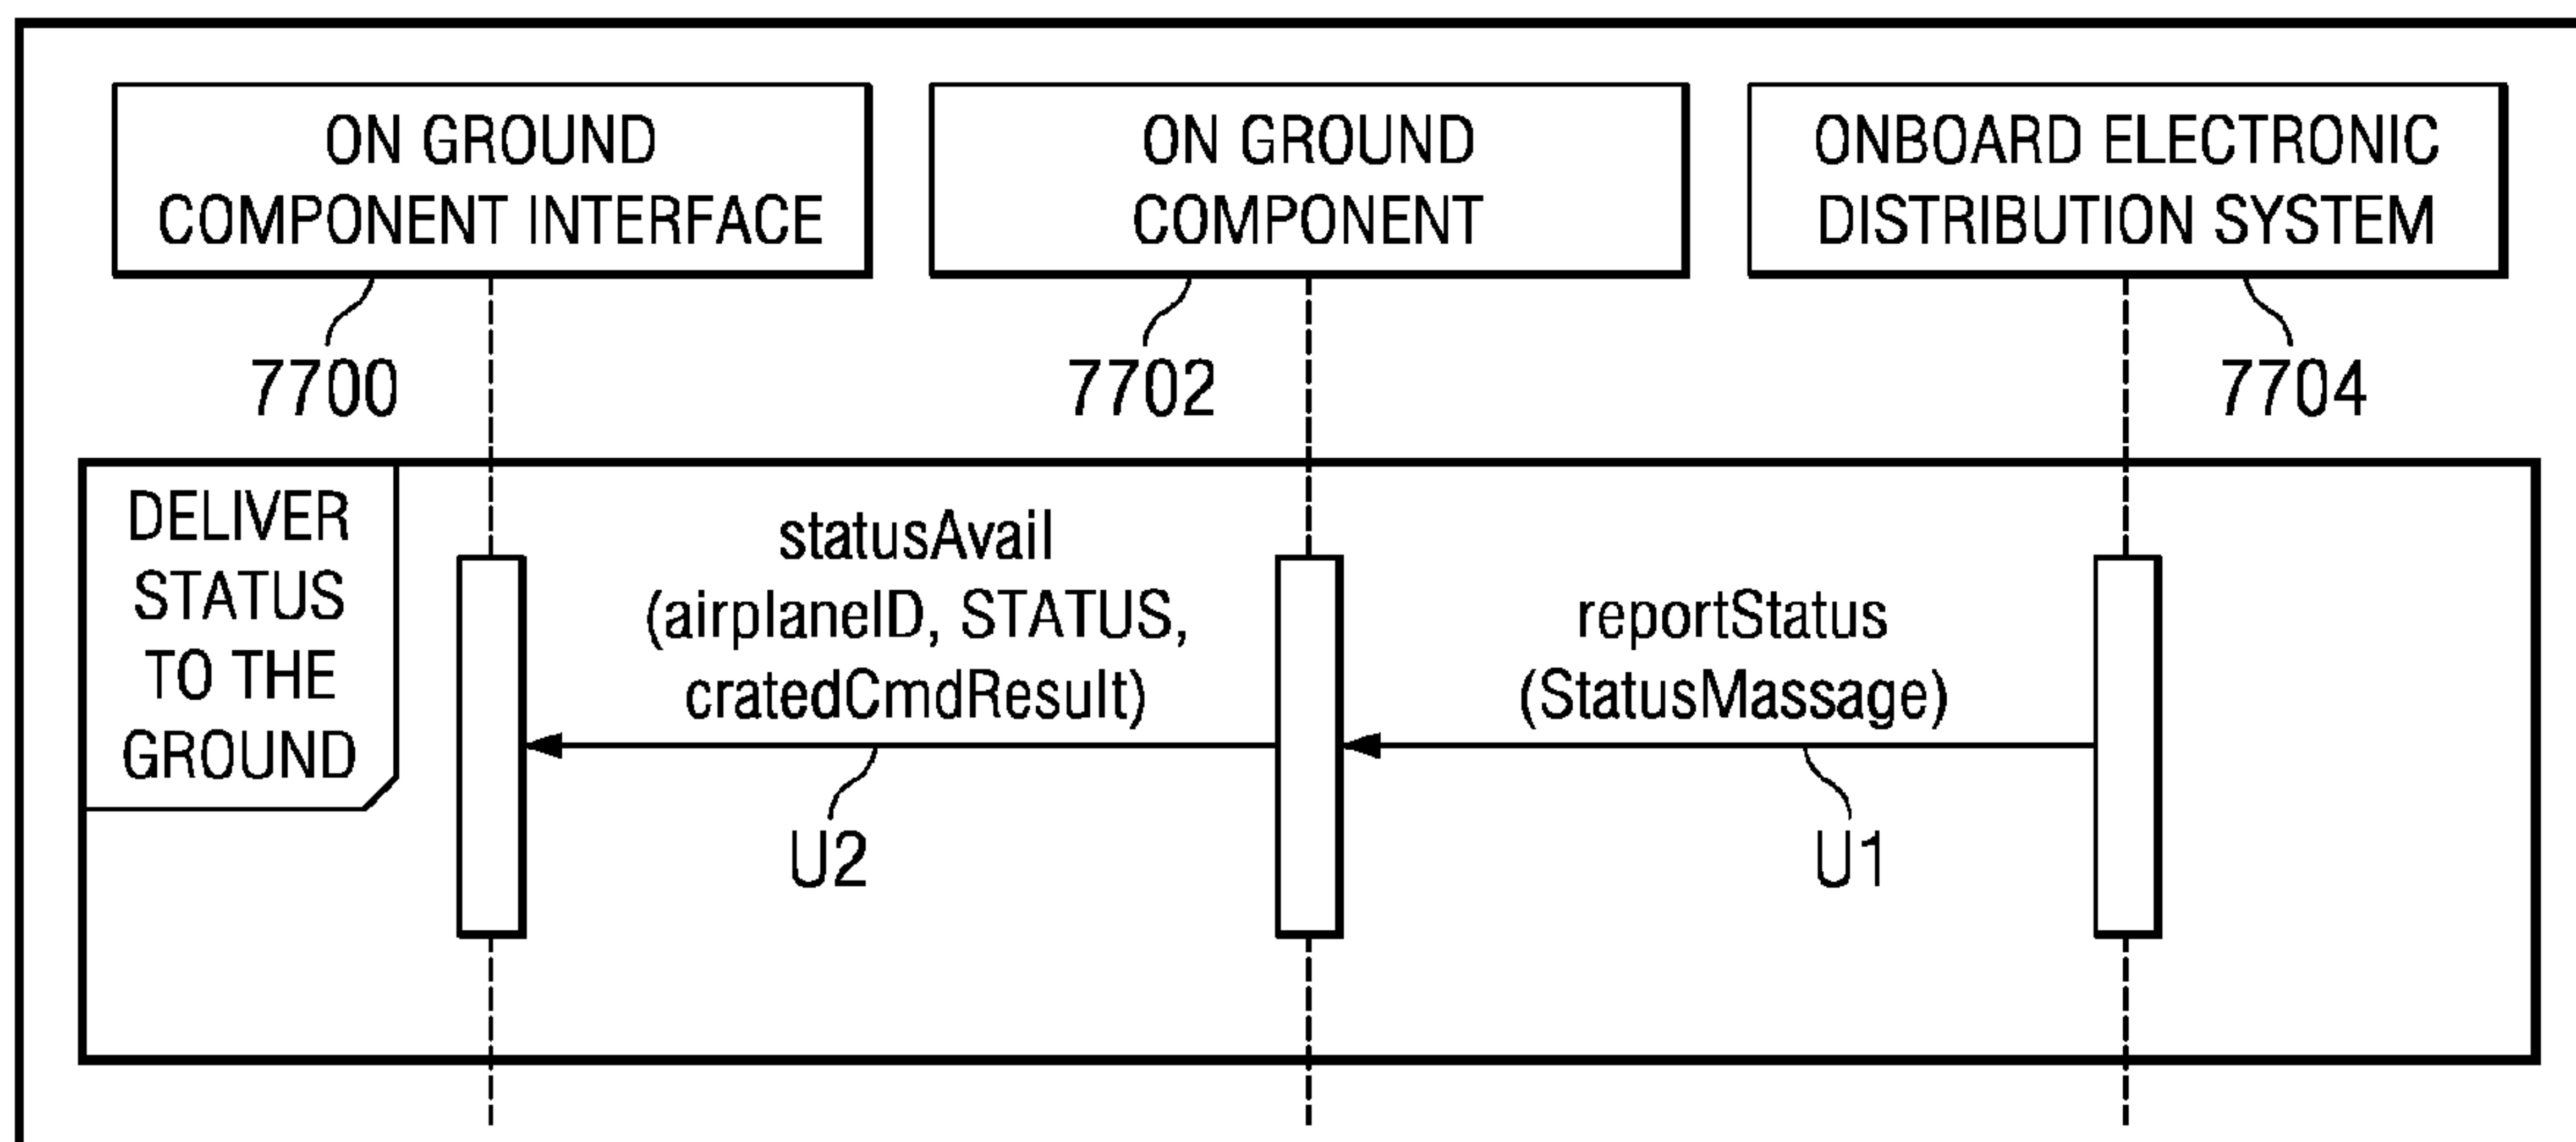 ON GROUND
COMPONENT INTERFACE
ON GROUND
COMPONENT
ONBOARD ELECTRONIC
DISTRIBUTION SYSTEM
7700
7702
7704
DELIVER
STATUS
TO THE
GROUND
statusAvail
(airplaneID, STATUS,
cratedCmdResult)
reportStatus
(StatusMassage)
U2
U1